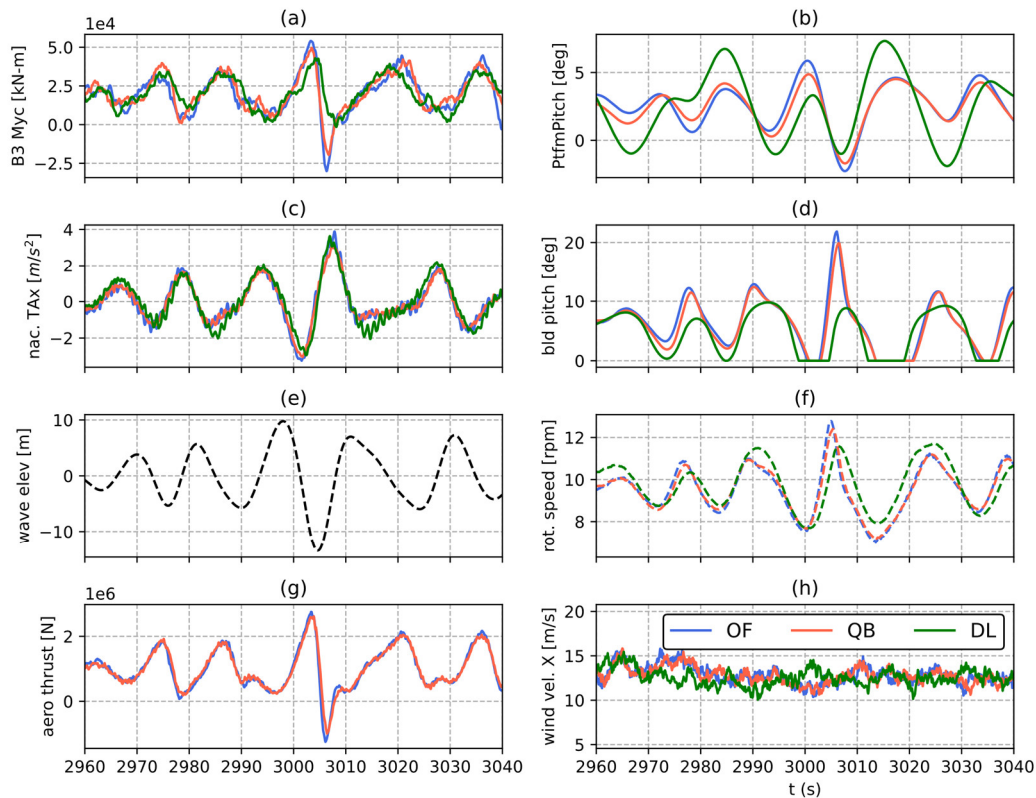 (a)
1e4
B3 Myc [kN-m]
5.0
2.5
0.0
−2.5
(b)
PtfmPitch [deg]
5
0
(c)
nac. TAx [m/s²]
4
2
0
−2
(d)
bld pitch [deg]
20
10
0
(e)
wave elev [m]
10
0
−10
(f)
rot. speed [rpm]
12
10
8
(g)
1e6
aero thrust [N]
2
0
2960 2970 2980 2990 3000 3010 3020 3030 3040
(h)
wind vel. X [m/s]
20
15
10
5
OF QB DL
2960 2970 2980 2990 3000 3010 3020 3030 3040
t (s)